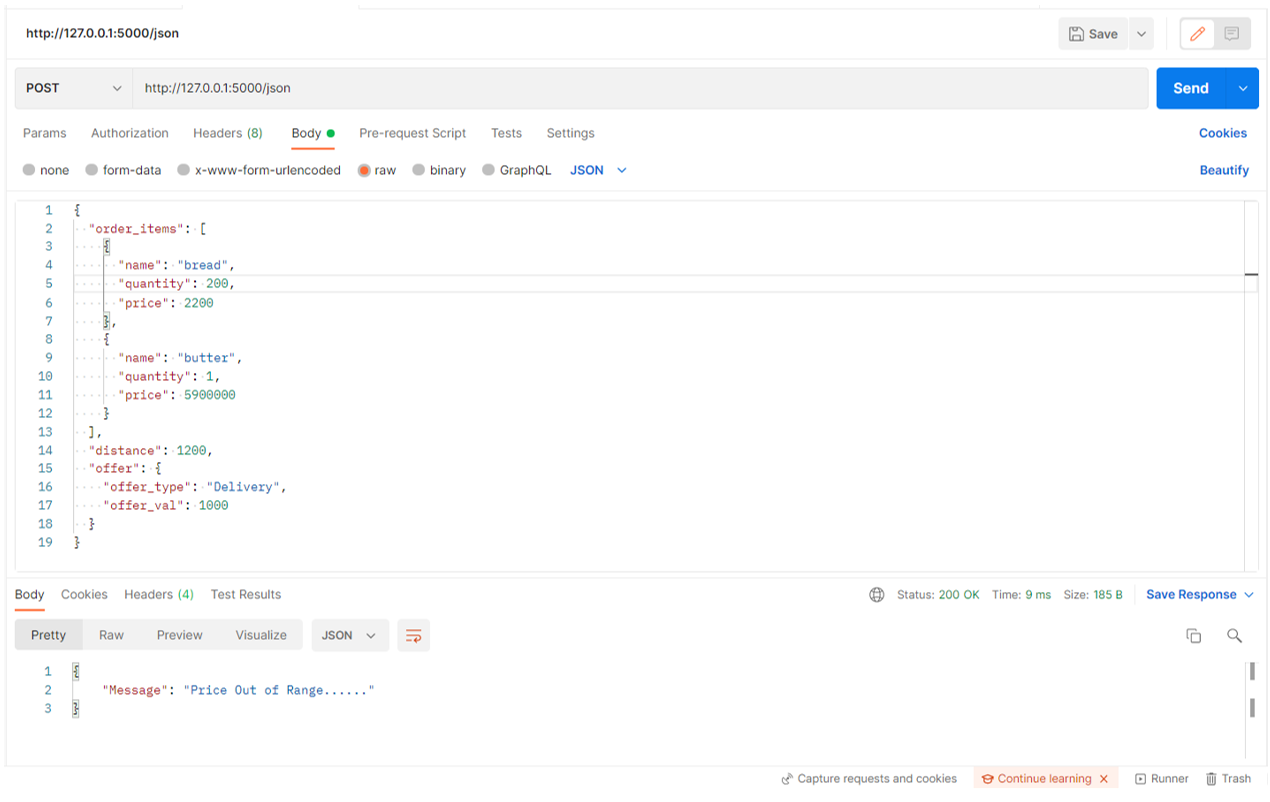 http://127.0.0.1:5000/json Save
POST http://127.0.0.1:5000/json Send
Params Authorization Headers (8) Body Pre-request Script Tests Settings Cookies
none form-data x-www-form-urlencoded raw binary GraphQL JSON Beautify
1 {
2 "order_items": [
3 {
4 "name": "bread",
5 "quantity": 200,
6 "price": 2200
7 },
8 {
9 "name": "butter",
10 "quantity": 1,
11 "price": 5900000
12 }
13 ],
14 "distance": 1200,
15 "offer": {
16 "offer_type": "Delivery",
17 "offer_val": 1000
18 }
19 }
Body Cookies Headers (4) Test Results Status: 200 OK Time: 9 ms Size: 185 B Save Response
Pretty Raw Preview Visualize JSON
1 {
2 "Message": "Price Out of Range......"
3 }
Capture requests and cookies Continue learning Runner Trash